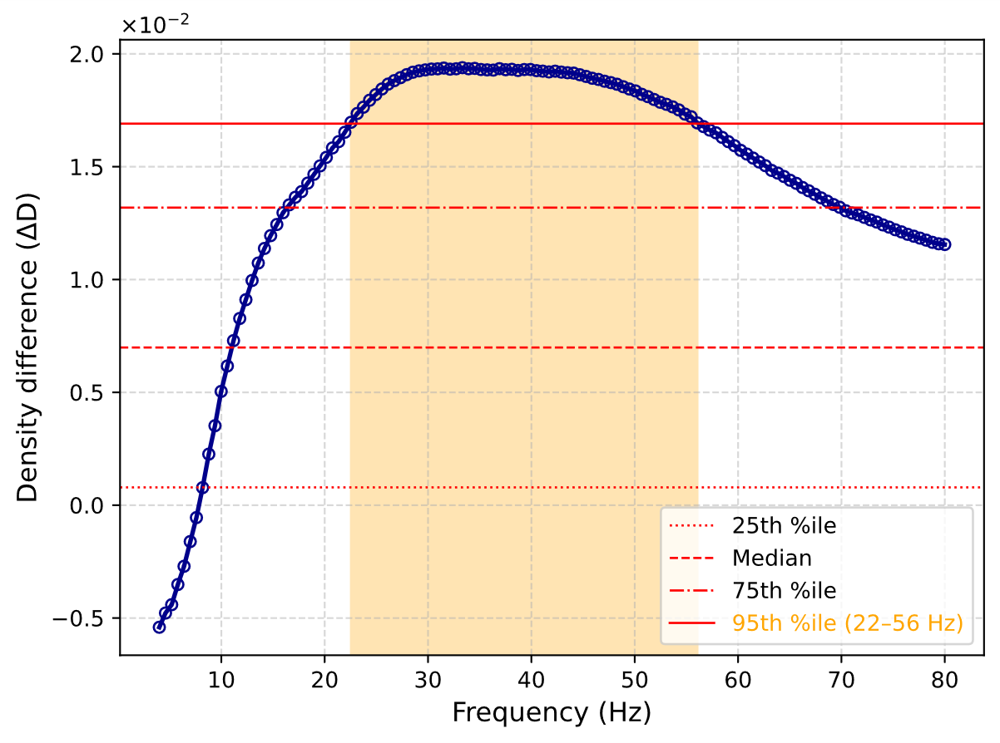 ×10⁻²
2.0
1.5
1.0
0.5
0.0
−0.5
Density difference (ΔD)
10 20 30 40 50 60 70 80
Frequency (Hz)
25th %ile
Median
75th %ile
95th %ile (22–56 Hz)